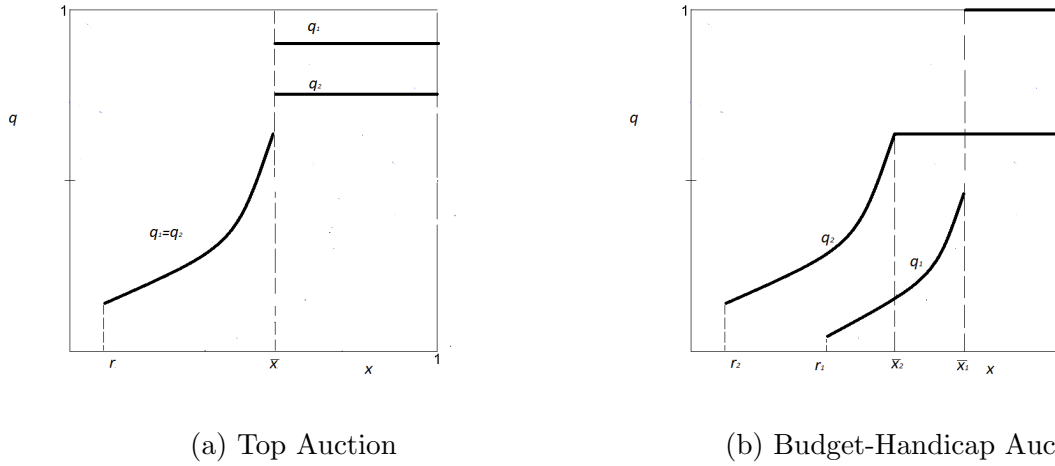 1
q₁
q₂
q
q₁=q₂
r
x̅
x
1
(a) Top Auction
1
q
q₂
q₁
r₂
r₁
x̅₂
x̅₁
x
(b) Budget-Handicap Auc